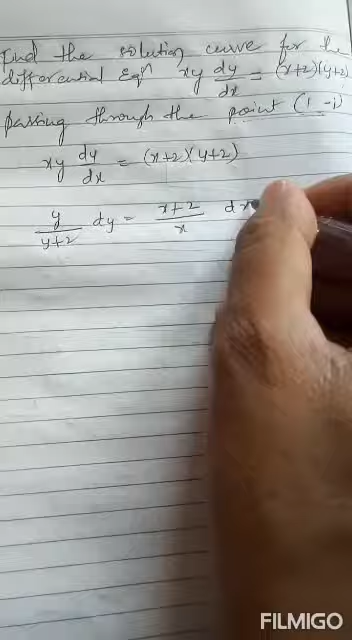 Find the solution curve for the
differential Eqⁿ xy dy/dx = (x+2)(y+2)
passing through the point (1 -1)
xy dy/dx = (x+2)(y+2)
y/y+2 dy = x+2/x dx
FILMIGO